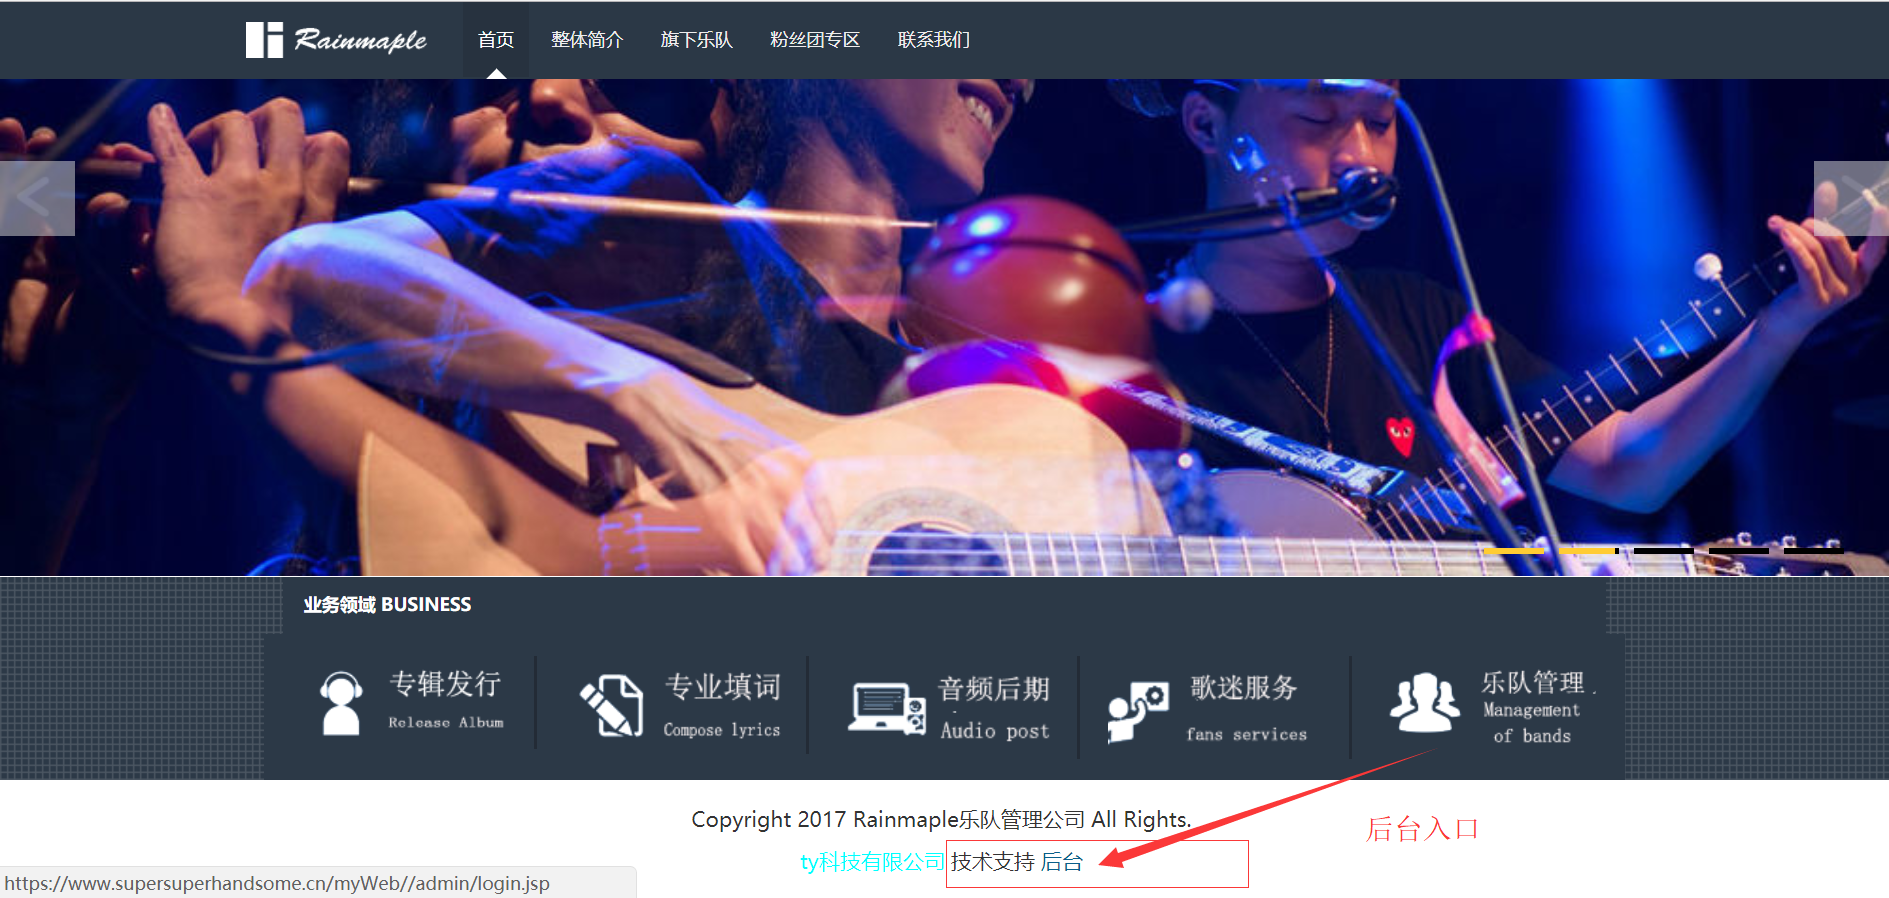 Rainmaple
首页 整体简介 旗下乐队 粉丝团专区 联系我们
业务领域 BUSINESS
专辑发行
Release Album
专业填词
Compose lyrics
音频后期
Audio post
歌迷服务
fans services
乐队管理
Management
of bands
Copyright 2017 Rainmaple乐队管理公司 All Rights.
后台入口
ty科技有限公司 技术支持 后台
https://www.supersuperhandsome.cn/myWeb//admin/login.jsp